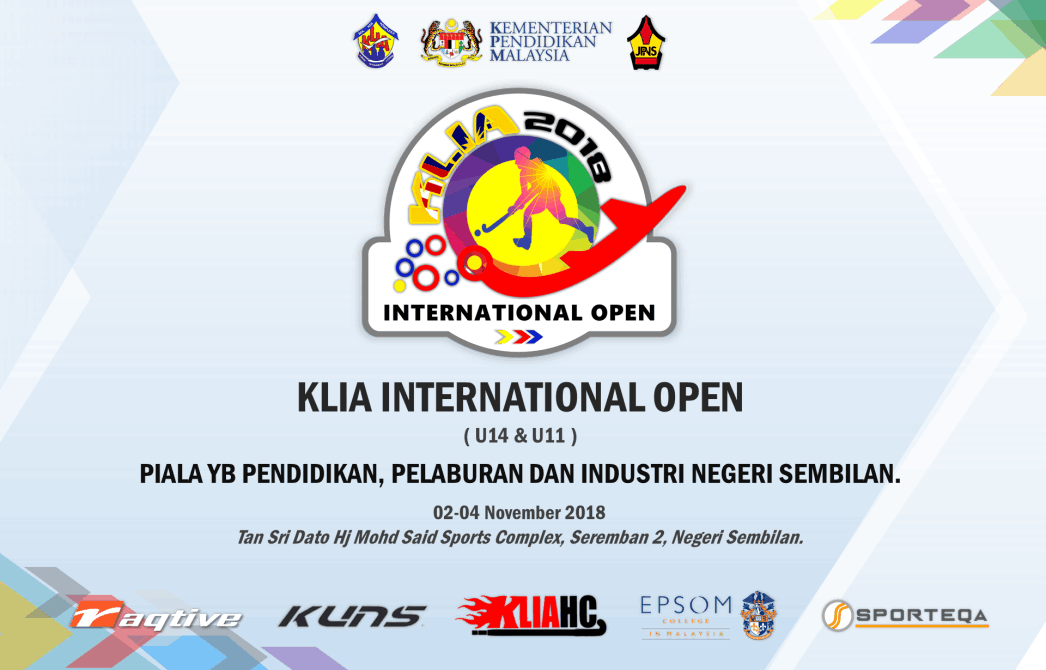 KEMENTERIAN
PENDIDIKAN
MALAYSIA
JPNS
KLIA 2018
INTERNATIONAL OPEN
KLIA INTERNATIONAL OPEN
( U14 & U11 )
PIALA YB PENDIDIKAN, PELABURAN DAN INDUSTRI NEGERI SEMBILAN.
02-04 November 2018
Tan Sri Dato Hj Mohd Said Sports Complex, Seremban 2, Negeri Sembilan.
raqtive KUNS KLIAHC EPSOM SPORTEQA
COLLEGE
IN MALAYSIA